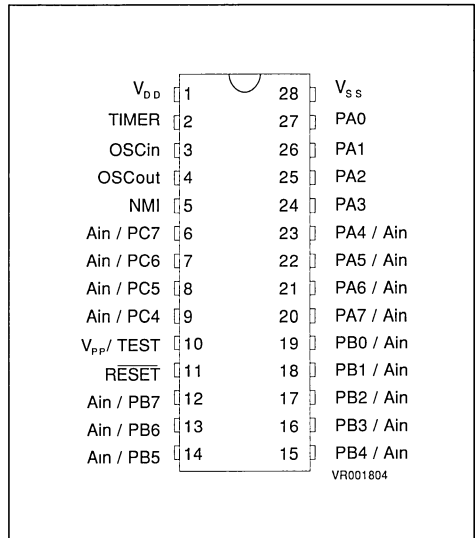 V_DD 1 28 V_SS
TIMER 2 27 PA0
OSCin 3 26 PA1
OSCout 4 25 PA2
NMI 5 24 PA3
Ain / PC7 6 23 PA4 / Ain
Ain / PC6 7 22 PA5 / Ain
Ain / PC5 8 21 PA6 / Ain
Ain / PC4 9 20 PA7 / Ain
V_PP/ TEST 10 19 PB0 / Ain
RESET 11 18 PB1 / Ain
Ain / PB7 12 17 PB2 / Ain
Ain / PB6 13 16 PB3 / Ain
Ain / PB5 14 15 PB4 / Ain
VR001804